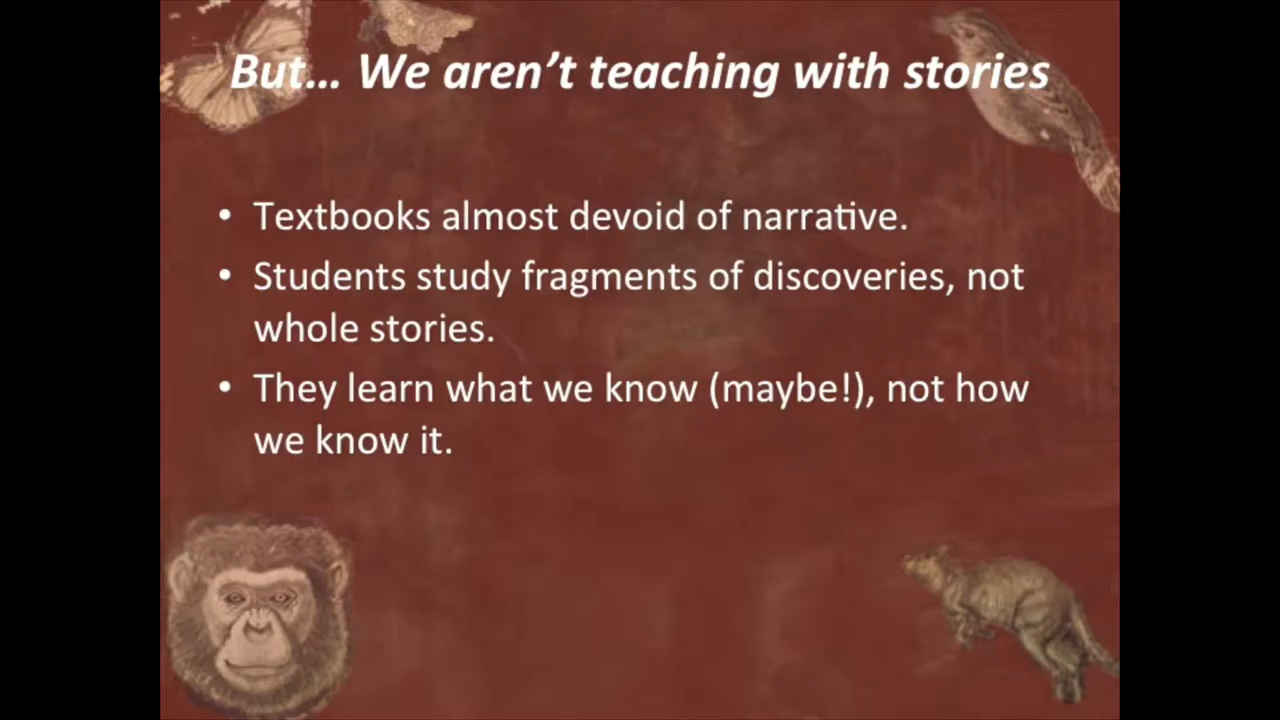 But... We aren’t teaching with stories
• Textbooks almost devoid of narrative.
• Students study fragments of discoveries, not
whole stories.
• They learn what we know (maybe!), not how
we know it.